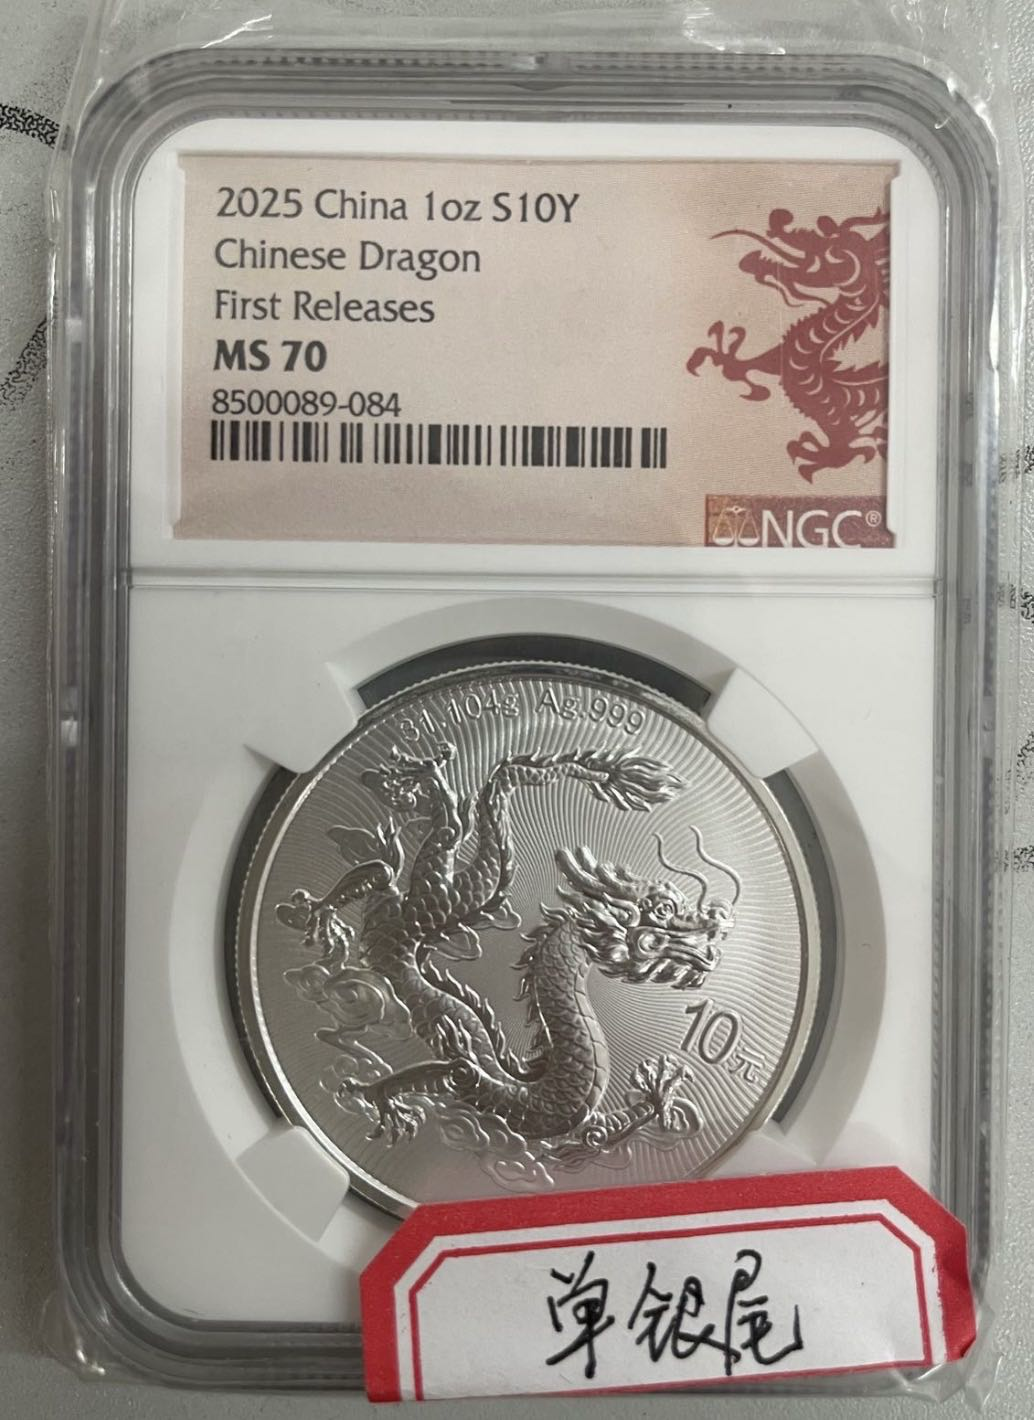 2025 China 1oz S10Y
Chinese Dragon
First Releases
MS 70
8500089-084
NGC®
31.104g Ag.999
10元
单银尾